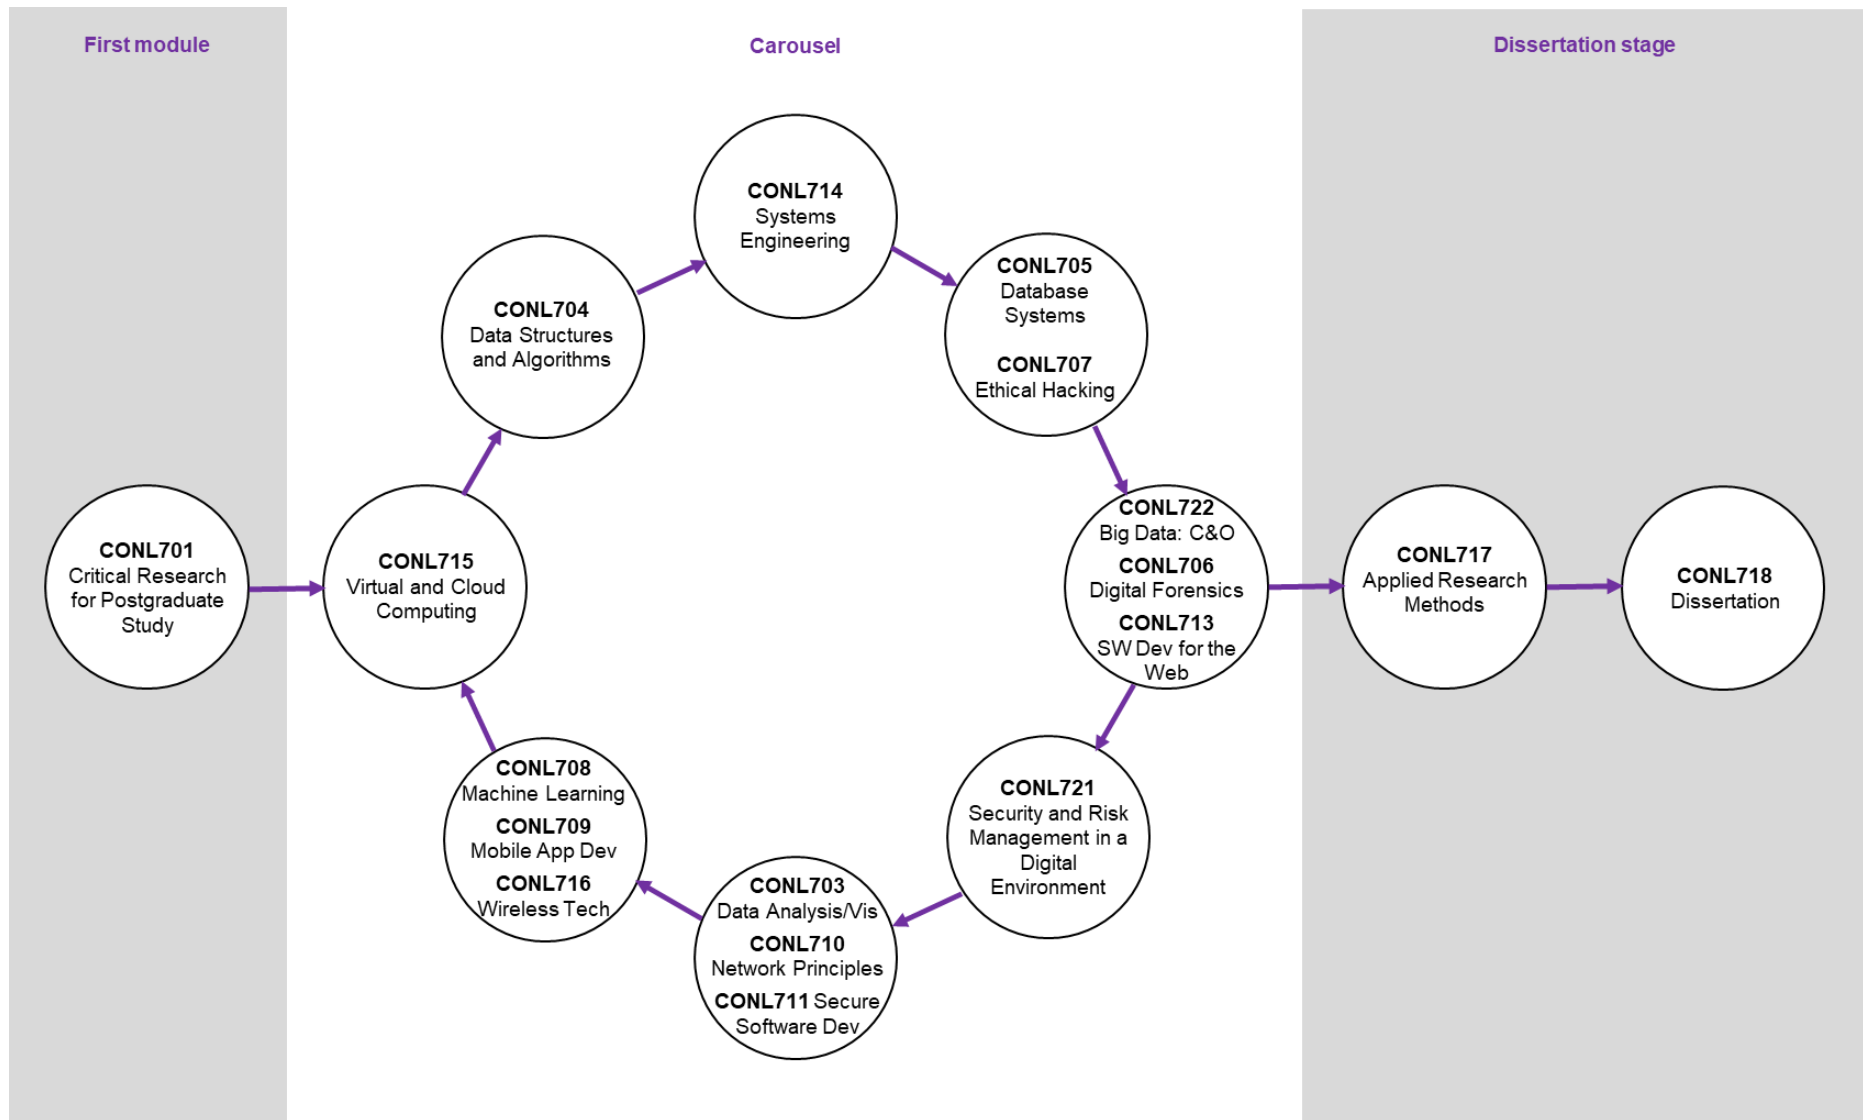 First module
Carousel
Dissertation stage
CONL714
Systems
Engineering
CONL704
Data Structures
and Algorithms
CONL705
Database
Systems
CONL707
Ethical Hacking
CONL701
Critical Research
for Postgraduate
Study
CONL715
Virtual and Cloud
Computing
CONL722
Big Data: C&O
CONL706
Digital Forensics
CONL713
SW Dev for the
Web
CONL717
Applied Research
Methods
CONL718
Dissertation
CONL708
Machine Learning
CONL709
Mobile App Dev
CONL716
Wireless Tech
CONL703
Data Analysis/Vis
CONL710
Network Principles
CONL711 Secure
Software Dev
CONL721
Security and Risk
Management in a
Digital
Environment